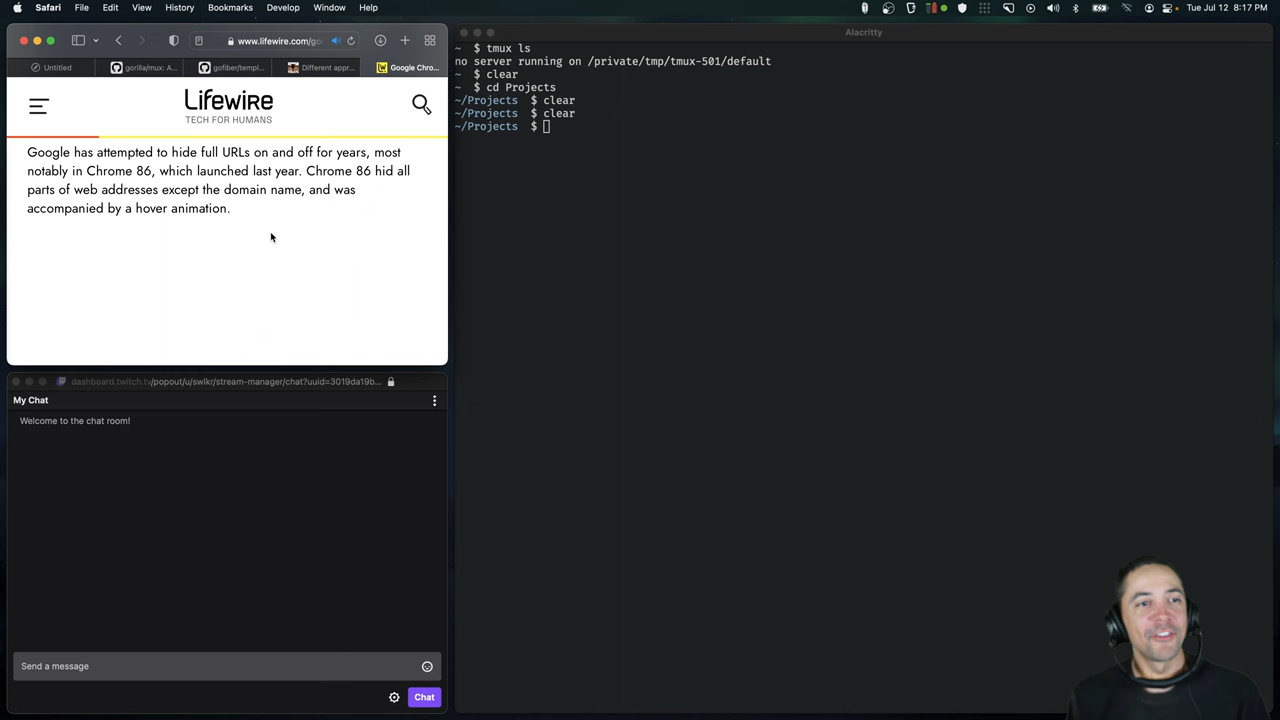 Safari File Edit View History Bookmarks Develop Window Help
Tue Jul 12 8:17 PM
www.lifewire.com/go
Untitled
gorilla/mux: A...
gofiber/templ...
Different appr...
Google Chro...
Lifewire
TECH FOR HUMANS
Google has attempted to hide full URLs on and off for years, most
notably in Chrome 86, which launched last year. Chrome 86 hid all
parts of web addresses except the domain name, and was
accompanied by a hover animation.
dashboard.twitch.tv/popout/u/swlkr/stream-manager/chat?uuid=3019da19b...
My Chat
Welcome to the chat room!
Send a message
Chat
Alacritty
~ $ tmux ls
no server running on /private/tmp/tmux-501/default
~ $ clear
~ $ cd Projects
~/Projects $ clear
~/Projects $ clear
~/Projects $